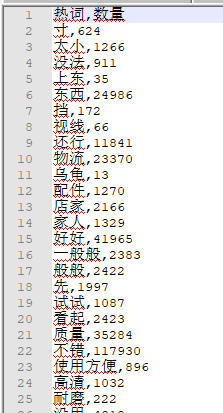 1 热词,数量
2 寸,624
3 太小,1266
4 没法,911
5 上东,35
6 东西,24986
7 挡,172
8 视线,66
9 还行,11841
10 物流,23370
11 乌龟,13
12 配件,1270
13 店家,2166
14 家人,1329
15 好好,41965
16 一般般,2383
17 般般,2422
18 先,1997
19 试试,1087
20 看起,2423
21 质量,35284
22 不错,117930
23 使用方便,896
24 高清,1032
25 耐磨,222